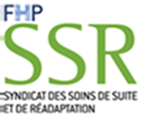 FHP
SSR
SYNDICAT DES SOINS DE SUITE
ET DE RÉADAPTATION